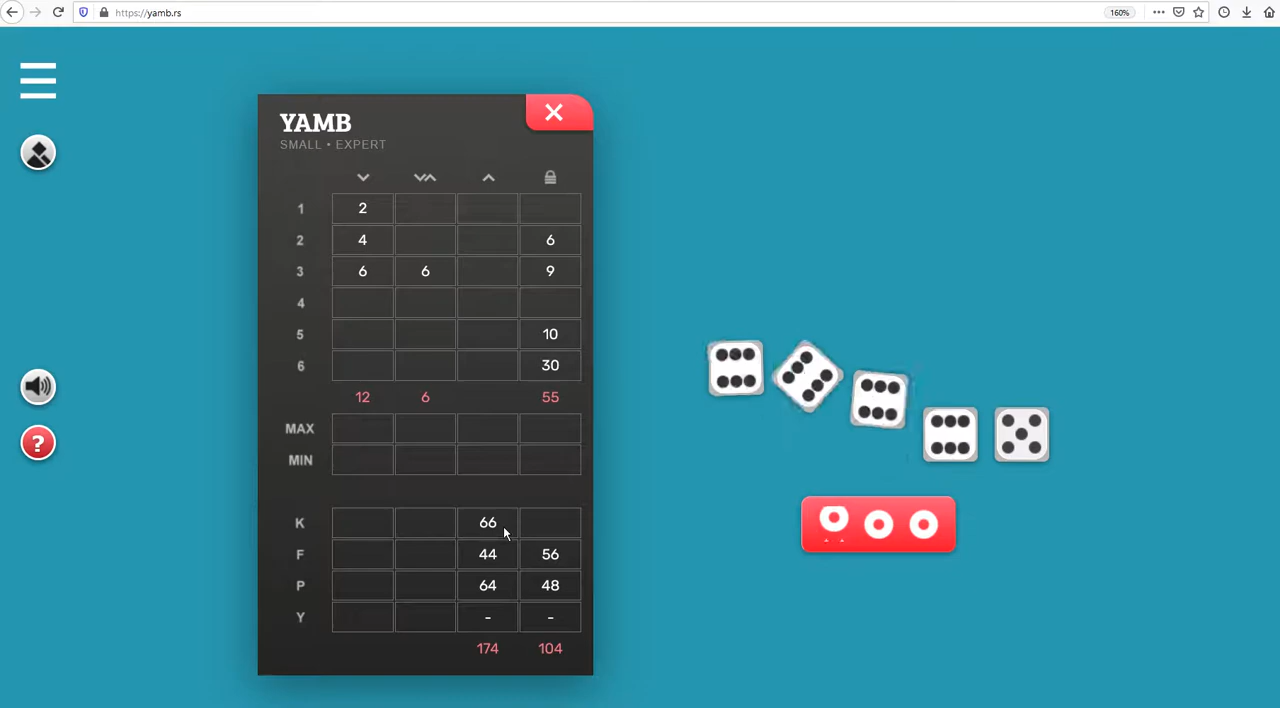 https://yamb.rs
160%
YAMB
SMALL • EXPERT
1 2
2 4 6
3 6 6 9
4
5 10
6 30
12 6 55
MAX
MIN
K 66
F 44 56
P 64 48
Y - -
174 104
?